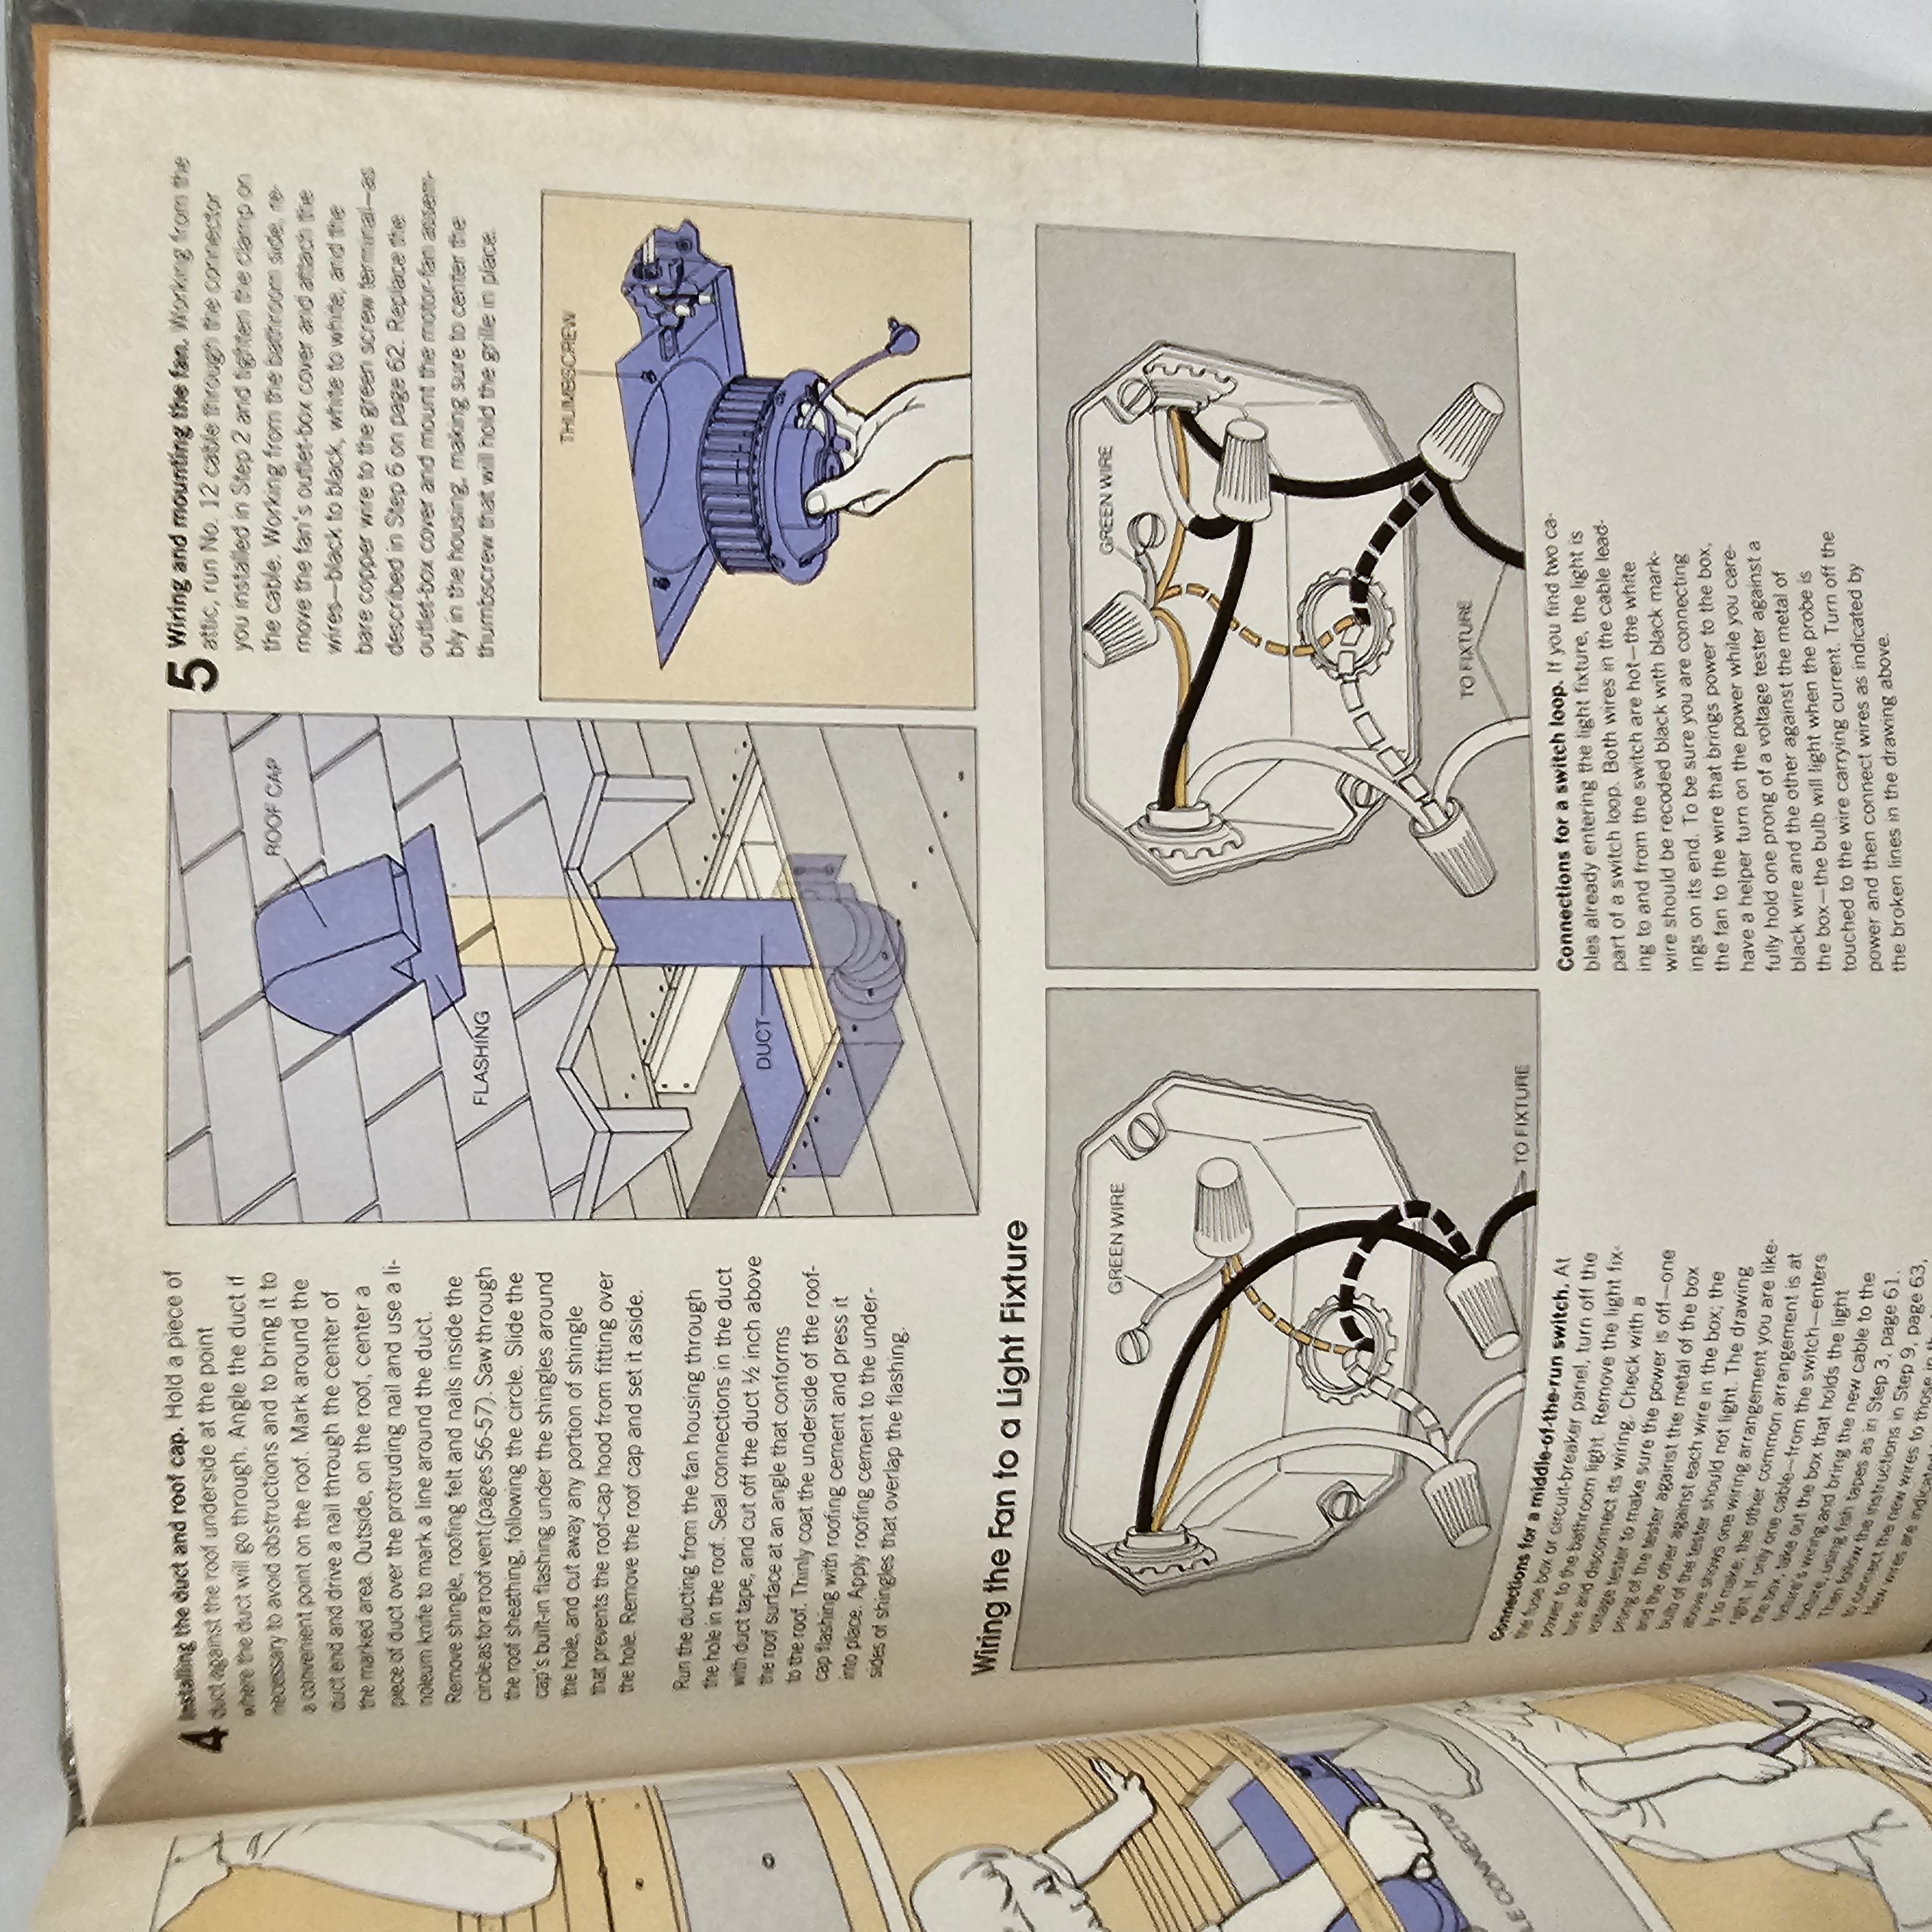 4 Installing the duct and roof cap. Hold a piece of
duct against the roof underside at the point
where the duct will go through. Angle the duct if
necessary to avoid obstructions and to bring it to
a convenient point on the roof. Mark around the
duct end and drive a nail through the center of
the marked area. Outside, on the roof, center a
piece of duct over the protruding nail and use a li-
noleum knife to mark a line around the duct.
Remove shingle, roofing felt and nails inside the
circle as for a roof vent (pages 56-57). Saw through
the roof sheathing, following the circle. Slide the
cap's built-in flashing under the shingles around
the hole, and cut away any portion of shingle
that prevents the roof-cap hood from fitting over
the hole. Remove the roof cap and set it aside.
Run the ducting from the fan housing through
the hole in the roof. Seal connections in the duct
with duct tape, and cut off the duct ½ inch above
the roof surface at an angle that conforms
to the roof. Thinly coat the underside of the roof-
cap flashing with roofing cement and press it
into place. Apply roofing cement to the under-
sides of shingles that overlap the flashing.
ROOF CAP
FLASHING
DUCT
5 Wiring and mounting the fan. Working from the
attic, run No. 12 cable through the connector
you installed in Step 2 and tighten the clamp on
the cable. Working from the bathroom side, re-
move the fan's outlet-box cover and attach the
wires—black to black, white to white, and the
bare copper wire to the green screw terminal—as
described in Step 6 on page 62. Replace the
outlet-box cover and mount the motor-fan assem-
bly in the housing, making sure to center the
thumbscrew that will hold the grille in place.
THUMBSCREW
Wiring the Fan to a Light Fixture
GREEN WIRE
TO FIXTURE
GREEN WIRE
TO FIXTURE
LE CONNECTOR
Connections for a middle-of-the-run switch. At
the fuse box or circuit-breaker panel, turn off the
power to the bathroom light. Remove the light fix-
ture and disconnect its wiring. Check with a
voltage tester to make sure the power is off—one
prong of the tester against the metal of the box
and the other against each wire in the box; the
bulb of the tester should not light. The drawing
above shows one wiring arrangement you are like-
ly to make; the other common arrangement is at
right. If only one cable—from the switch—enters
the box, take out the box that holds the light
fixture's wiring and bring the new cable to the
fixture, using fish tapes as in Step 3, page 61.
Then follow the instructions in Step 9, page 63,
to connect the new wires to those in the
New wires are indicated
Connections for a switch loop. If you find two ca-
bles already entering the light fixture, the light is
part of a switch loop. Both wires in the cable lead-
ing to and from the switch are hot—the white
wire should be recoded black with black mark-
ings on its end. To be sure you are connecting
the fan to the wire that brings power to the box,
have a helper turn on the power while you care-
fully hold one prong of a voltage tester against a
black wire and the other against the metal of
the box—the bulb will light when the probe is
touched to the wire carrying current. Turn off the
power and then connect wires as indicated by
the broken lines in the drawing above.